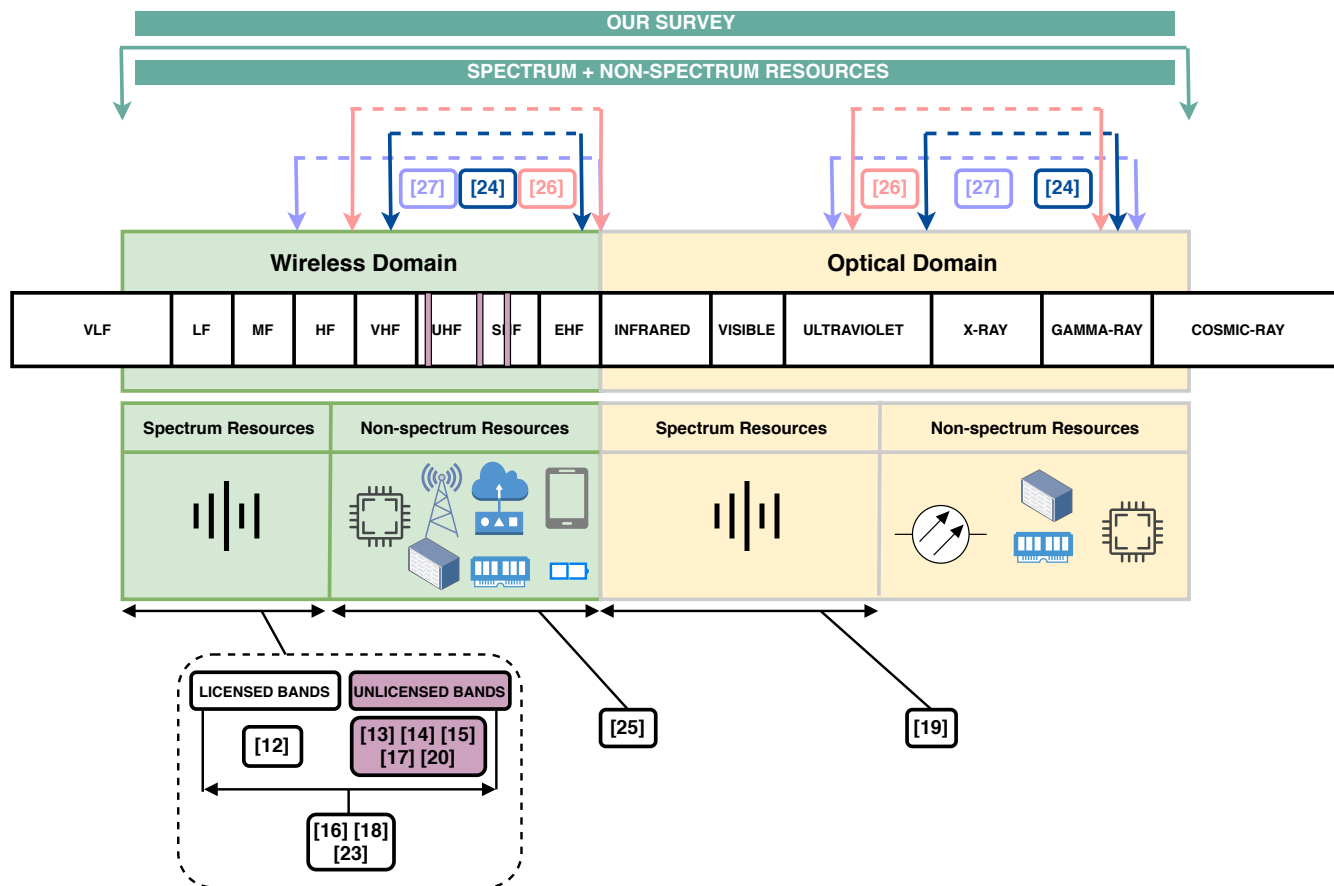 OUR SURVEY
SPECTRUM + NON-SPECTRUM RESOURCES
[27] [24] [26]
[26] [27] [24]
Wireless Domain
Optical Domain
VLF LF MF HF VHF UHF SHF EHF INFRARED VISIBLE ULTRAVIOLET X-RAY GAMMA-RAY COSMIC-RAY
Spectrum Resources
Non-spectrum Resources
Spectrum Resources
Non-spectrum Resources
LICENSED BANDS
UNLICENSED BANDS
[12]
[13] [14] [15]
[17] [20]
[16] [18]
[23]
[25]
[19]